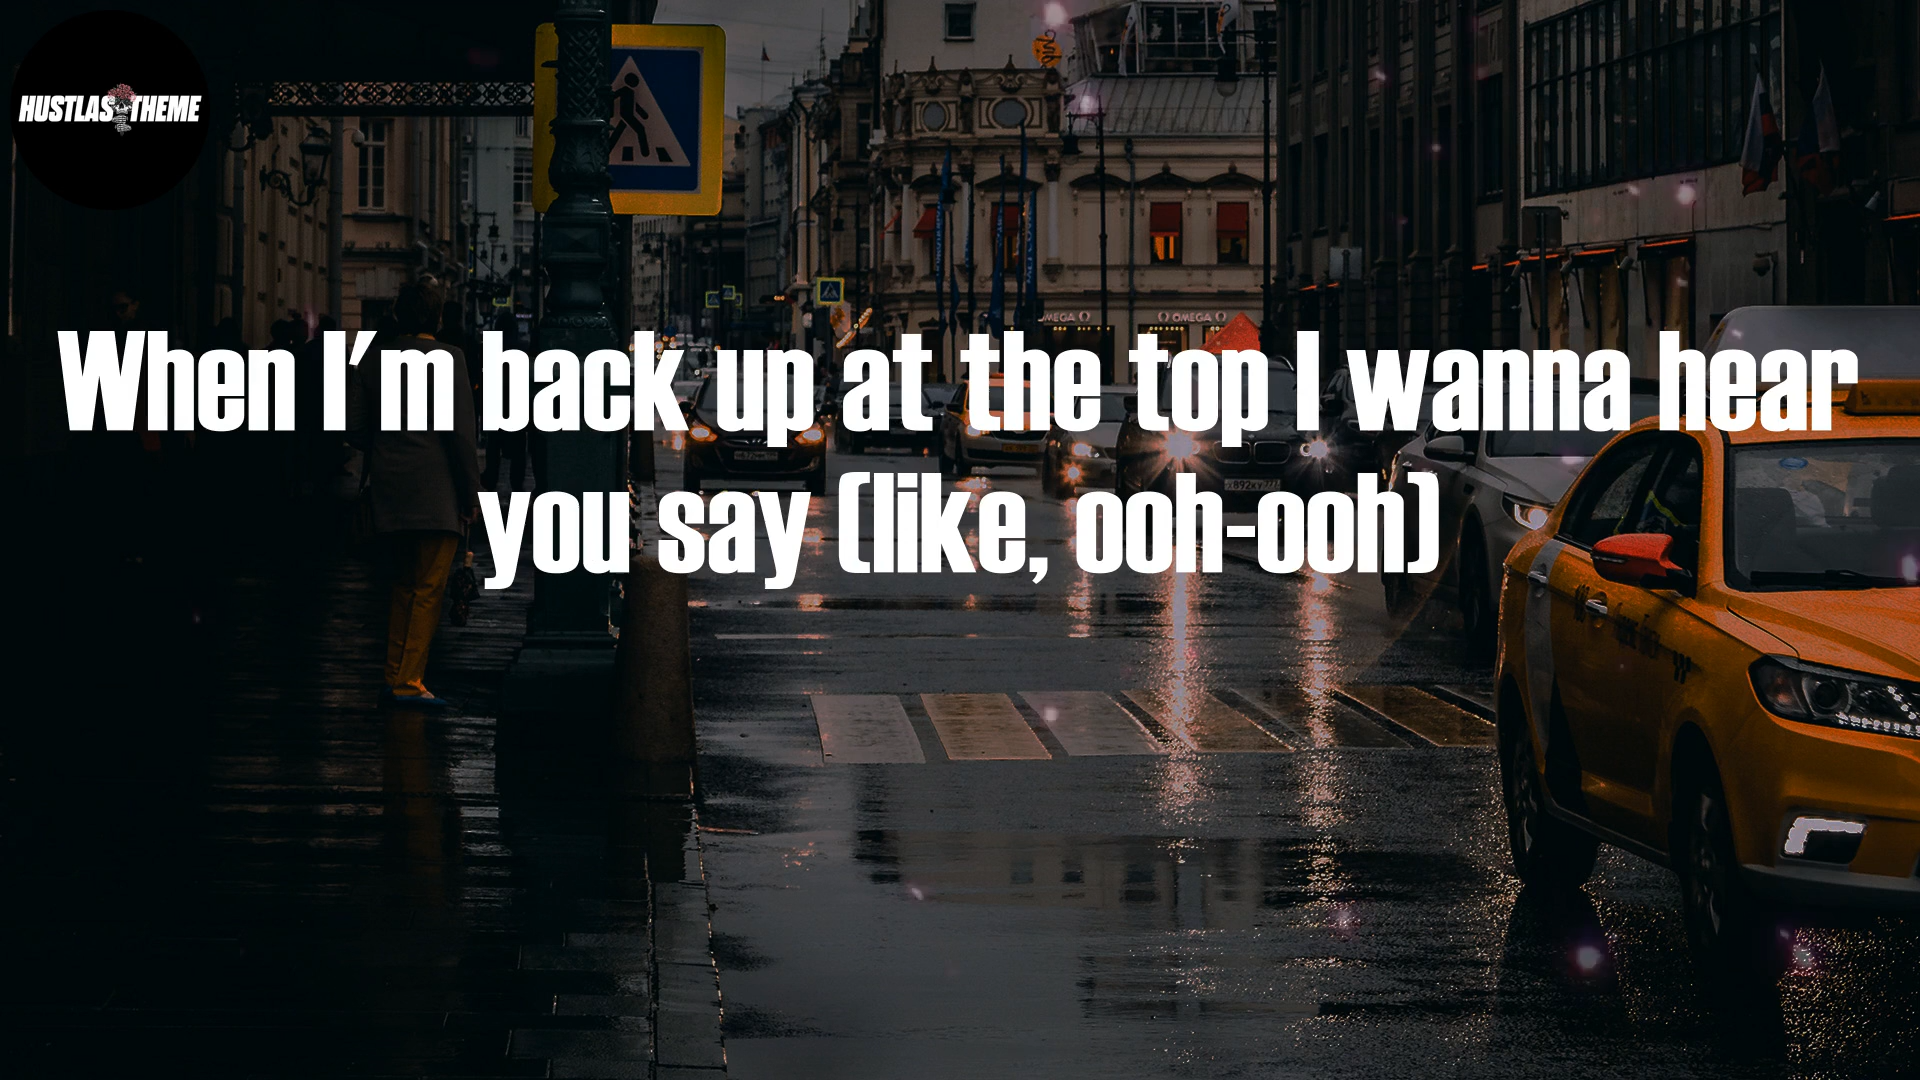 HUSTLAS THEME
OMEGA Ω
Ω OMEGA Ω
When I'm back up at the top I wanna hear
you say (like, ooh-ooh)